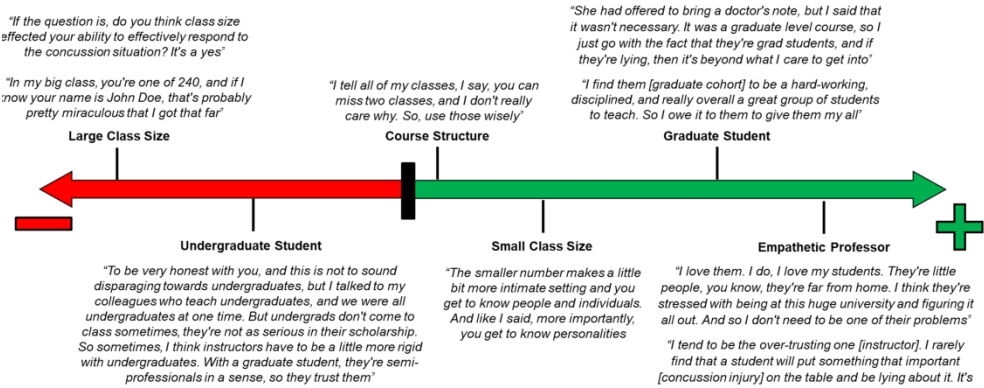 "If the question is, do you think class size
effected your ability to effectively respond to
the concussion situation? It's a yes"
"In my big class, you're one of 240, and if I
know your name is John Doe, that's probably
pretty miraculous that I got that far"
Large Class Size
"I tell all of my classes, I say, you can
miss two classes, and I don't really
care why. So, use those wisely"
Course Structure
"She had offered to bring a doctor's note, but I said that
it wasn't necessary. It was a graduate level course, so I
just go with the fact that they're grad students, and if
they're lying, then it's beyond what I care to get into"
"I find them [graduate cohort] to be a hard-working,
disciplined, and really overall a great group of students
to teach. So I owe it to them to give them my all"
Graduate Student
Undergraduate Student
"To be very honest with you, and this is not to sound
disparaging towards undergraduates, but I talked to my
colleagues who teach undergraduates, and we were all
undergraduates at one time. But undergrads don't come to
class sometimes, they're not as serious in their scholarship.
So sometimes, I think instructors have to be a little more rigid
with undergraduates. With a graduate student, they're semi-
professionals in a sense, so they trust them"
Small Class Size
"The smaller number makes a little
bit more intimate setting and you
get to know people and individuals.
And like I said, more importantly,
you get to know personalities
Empathetic Professor
"I love them. I do, I love my students. They're little
people, you know, they're far from home. I think they're
stressed with being at this huge university and figuring it
all out. And so I don't need to be one of their problems"
"I tend to be the over-trusting one [instructor]. I rarely
find that a student will put something that important
[concussion injury] on the table and be lying about it. It's